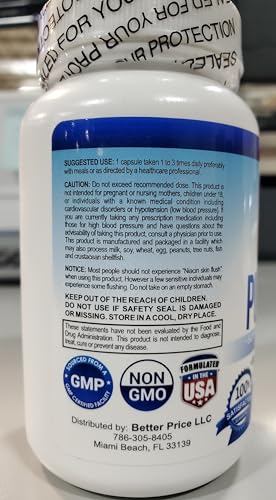 SEALED FOR YOUR PROTECTION
SUGGESTED USE: 1 capsule taken 1 to 3 times daily preferably
with meals or as directed by a healthcare professional.
CAUTION: Do not exceed recommended dose. This product is
not intended for pregnant or nursing mothers, children under 18,
or individuals with a known medical condition including
cardiovascular disorders or hypotension (low blood pressure). If
you are currently taking any prescription medication including
those for high blood pressure and have questions about the
advisability of taking this product, consult a physician prior to use.
This product is manufactured and packaged in a facility which
may also process milk, soy, wheat, egg, peanuts, tree nuts, fish
and crustacean shellfish.
NOTICE: Most people should not experience "Niacin skin flush"
when using this product. However a few sensitive individuals may
experience some flushing. Do not take on an empty stomach.
KEEP OUT OF THE REACH OF CHILDREN.
DO NOT USE IF SAFETY SEAL IS DAMAGED
OR MISSING. STORE IN A COOL, DRY PLACE.
These statements have not been evaluated by the Food and
Drug Administration. This product is not intended to diagnose,
treat, cure or prevent any disease.
SOURCED FROM A
GMP
GMP CERTIFIED FACILITY
NON
GMO
FORMULATED
IN THE
USA
100%
Distributed by: Better Price LLC
786-305-8405
Miami Beach, FL 33139